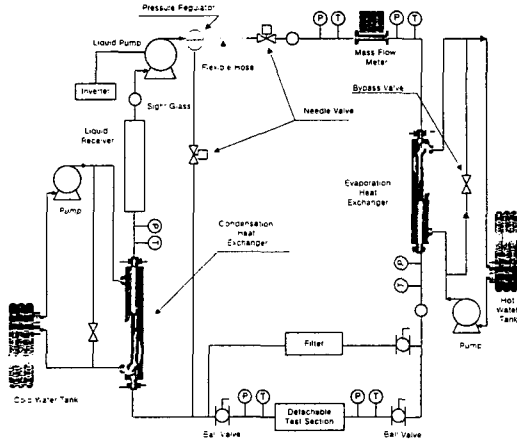 Pressure Regulator
Liquid Pump
P T
P T
Flexible Hose
Mass Flow
Meter
Inverter
Sight Glass
Bypass Valve
Needle Valve
Liquid
Receiver
Evaporation
Heat
Exchanger
Pump
P
T
Condensation
Heat
Exchanger
P
T
Hot
Water
Tank
Pump
Filter
Cold Water Tank
P T
Detachable
Test Section
P T
Ball Valve
Ball Valve